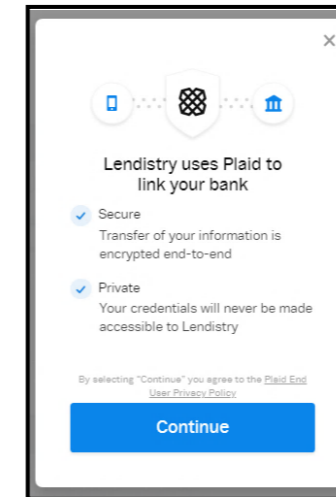 Lendistry uses Plaid to
link your bank
Secure
Transfer of your information is
encrypted end-to-end
Private
Your credentials will never be made
accessible to Lendistry
By selecting "Continue" you agree to the Plaid End
User Privacy Policy
Continue